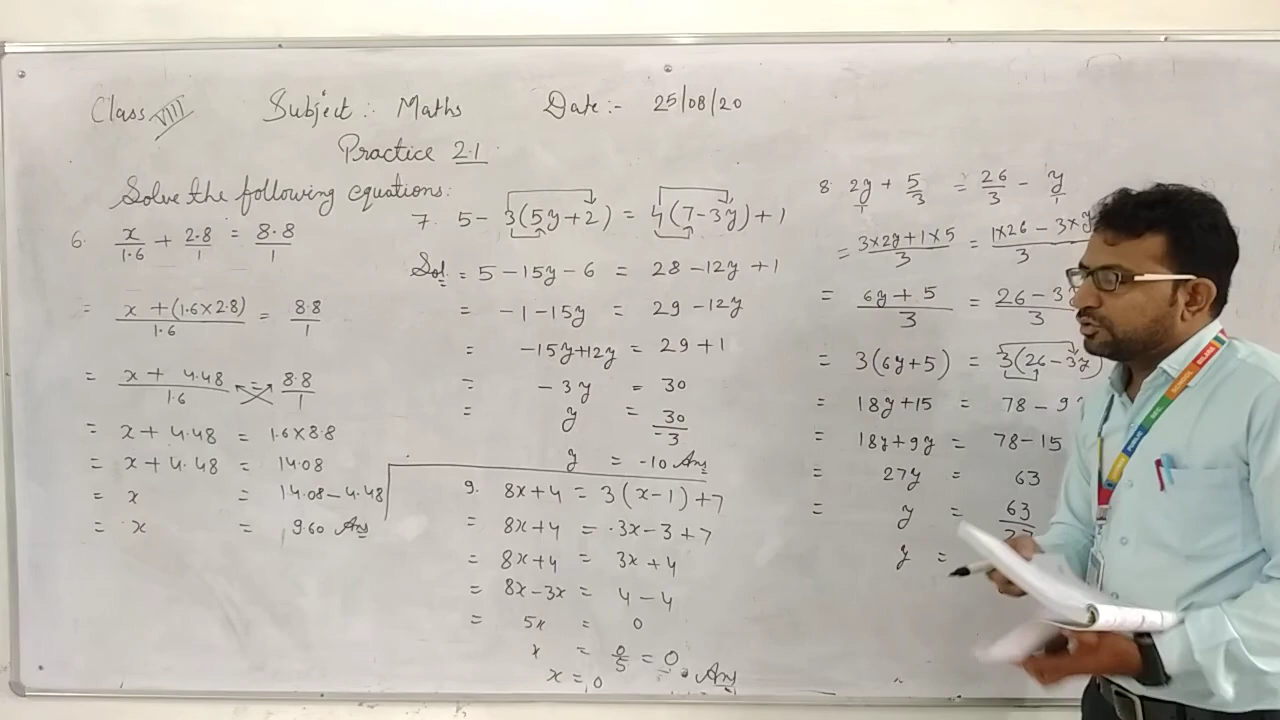 Class VIII Subject :- Maths Date:- 25/08/20
Practice 2.1
Solve the following equations:
6. x/1.6 + 2.8/1 = 8.8/1
= x + (1.6×2.8)/1.6 = 8.8/1
= x + 4.48/1.6 = 8.8/1
= x + 4.48 = 1.6×8.8
= x + 4.48 = 14.08
= x = 14.08 - 4.48
= x = 9.60 Ans
7. 5 - 3(5y+2) = 4(7-3y)+1
Sol. = 5 - 15y - 6 = 28 - 12y + 1
= -1 - 15y = 29 - 12y
= -15y + 12y = 29 + 1
= -3y = 30
= y = 30/-3
y = -10 Ans
8. 2y/1 + 5/3 = 26/3 - y/1
= 3×2y+1×5/3 = 1×26 - 3×y/3
= 6y + 5/3 = 26 - 3/3
= 3(6y+5) = 3(26-3y)
= 18y+15 = 78 - 9
= 18y+9y = 78-15
= 27y = 63
= y = 63
y =
9. 8x+4 = 3(x-1)+7
= 8x+4 = 3x-3+7
= 8x+4 = 3x+4
= 8x-3x = 4-4
= 5x = 0
x = 0/5 = 0
x = 0 Ans